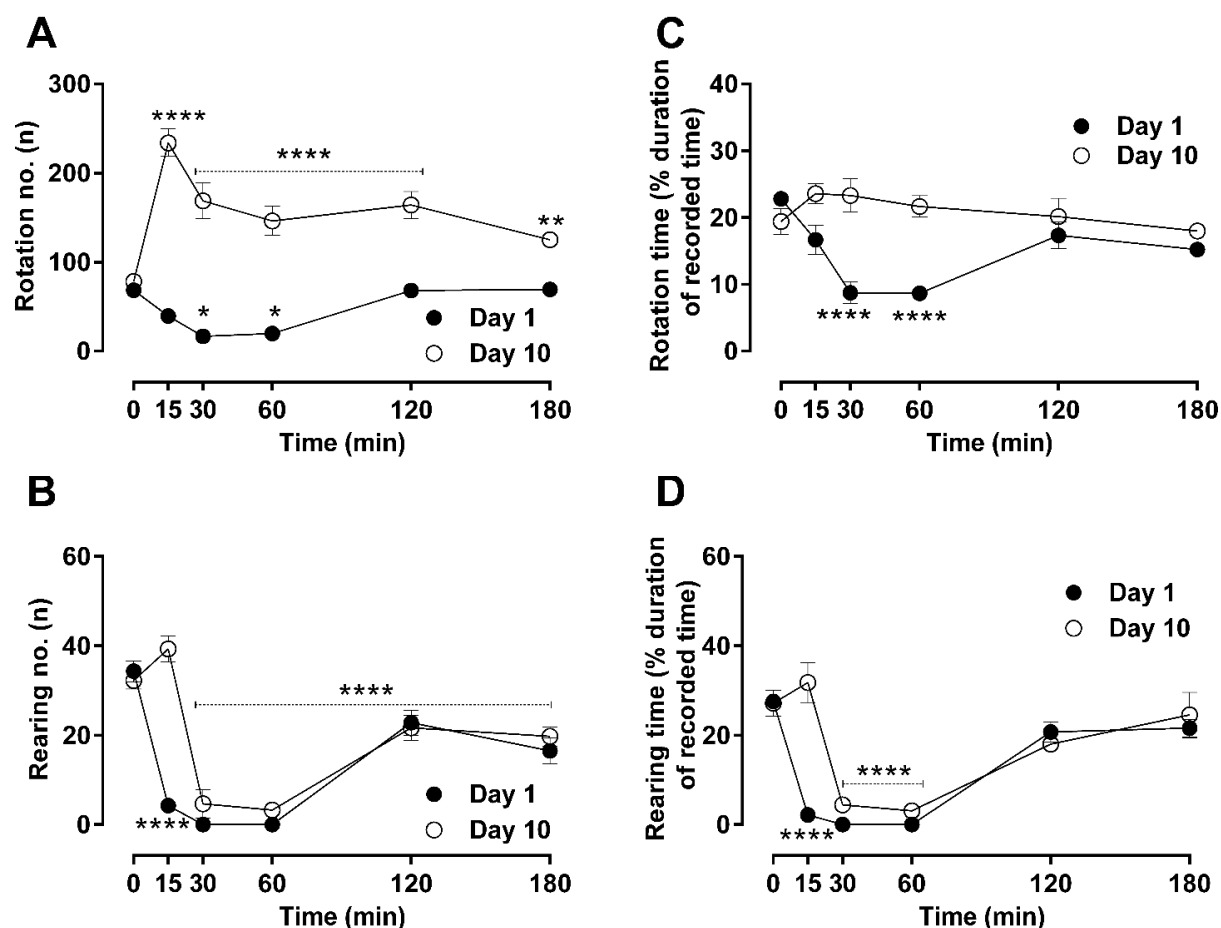 A
Rotation no. (n)
300
200
100
0
****
****
**
*
*
Day 1
Day 10
0 15 30 60 120 180
Time (min)
C
Rotation time (% duration
of recorded time)
40
30
20
10
0
Day 1
Day 10
**** ****
0 15 30 60 120 180
Time (min)
B
Rearing no. (n)
60
40
20
0
****
****
Day 1
Day 10
0 15 30 60 120 180
Time (min)
D
Rearing time (% duration
of recorded time)
60
40
20
0
Day 1
Day 10
****
****
0 15 30 60 120 180
Time (min)